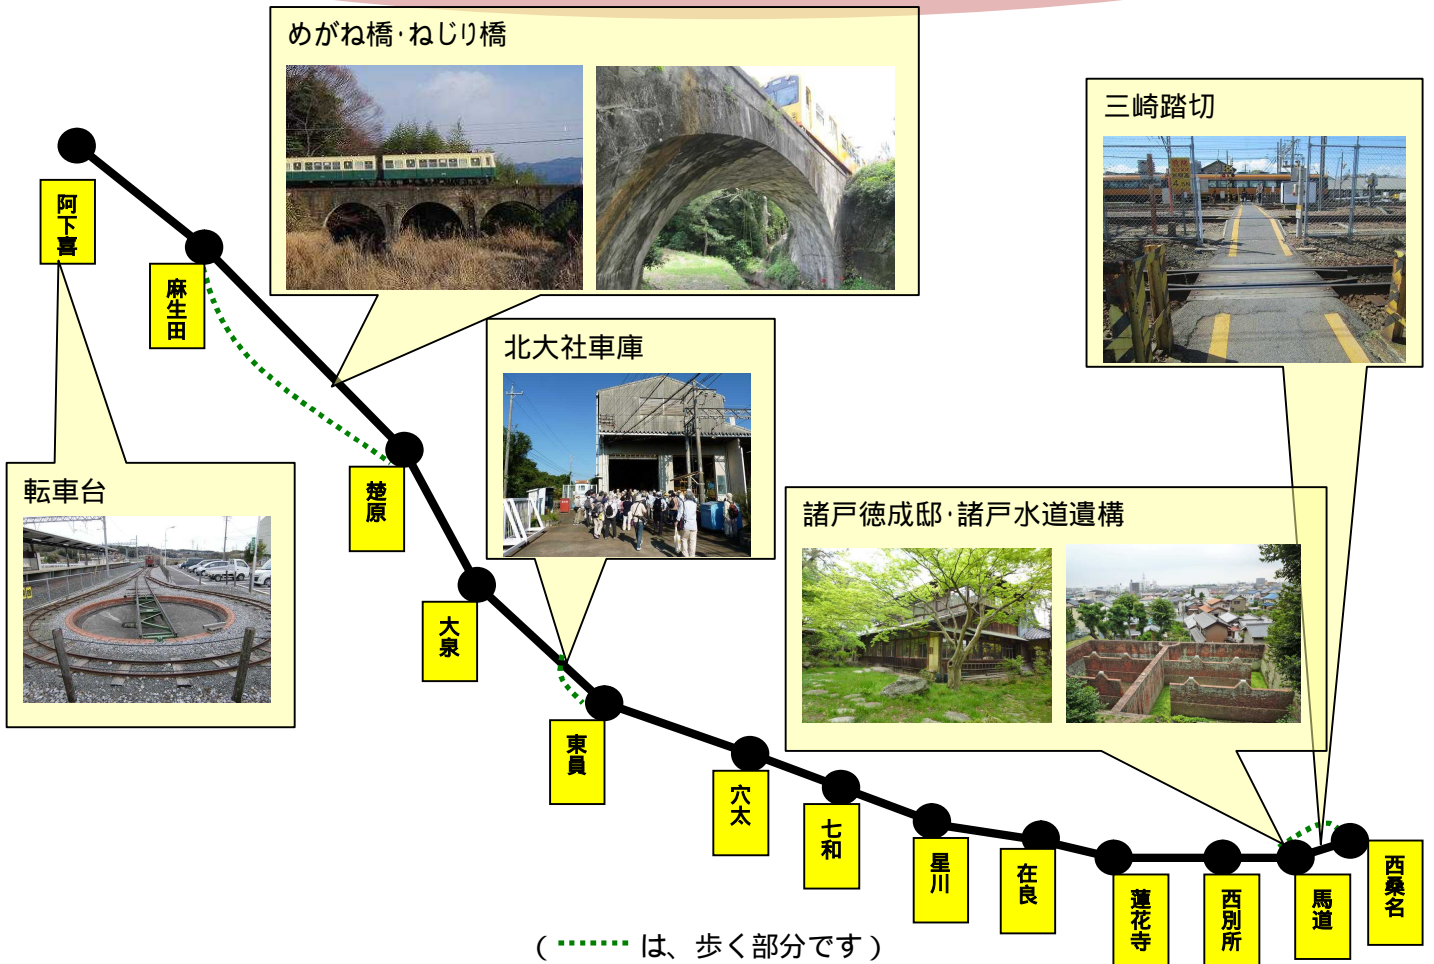 めがね橋･ねじり橋
三崎踏切
阿下喜
麻生田
北大社車庫
楚原
転車台
諸戸徳成邸･諸戸水道遺構
大泉
東員
穴太
七和
星川
在良
蓮花寺
西別所
馬道
西桑名
( ･･･････ は、歩く部分です )